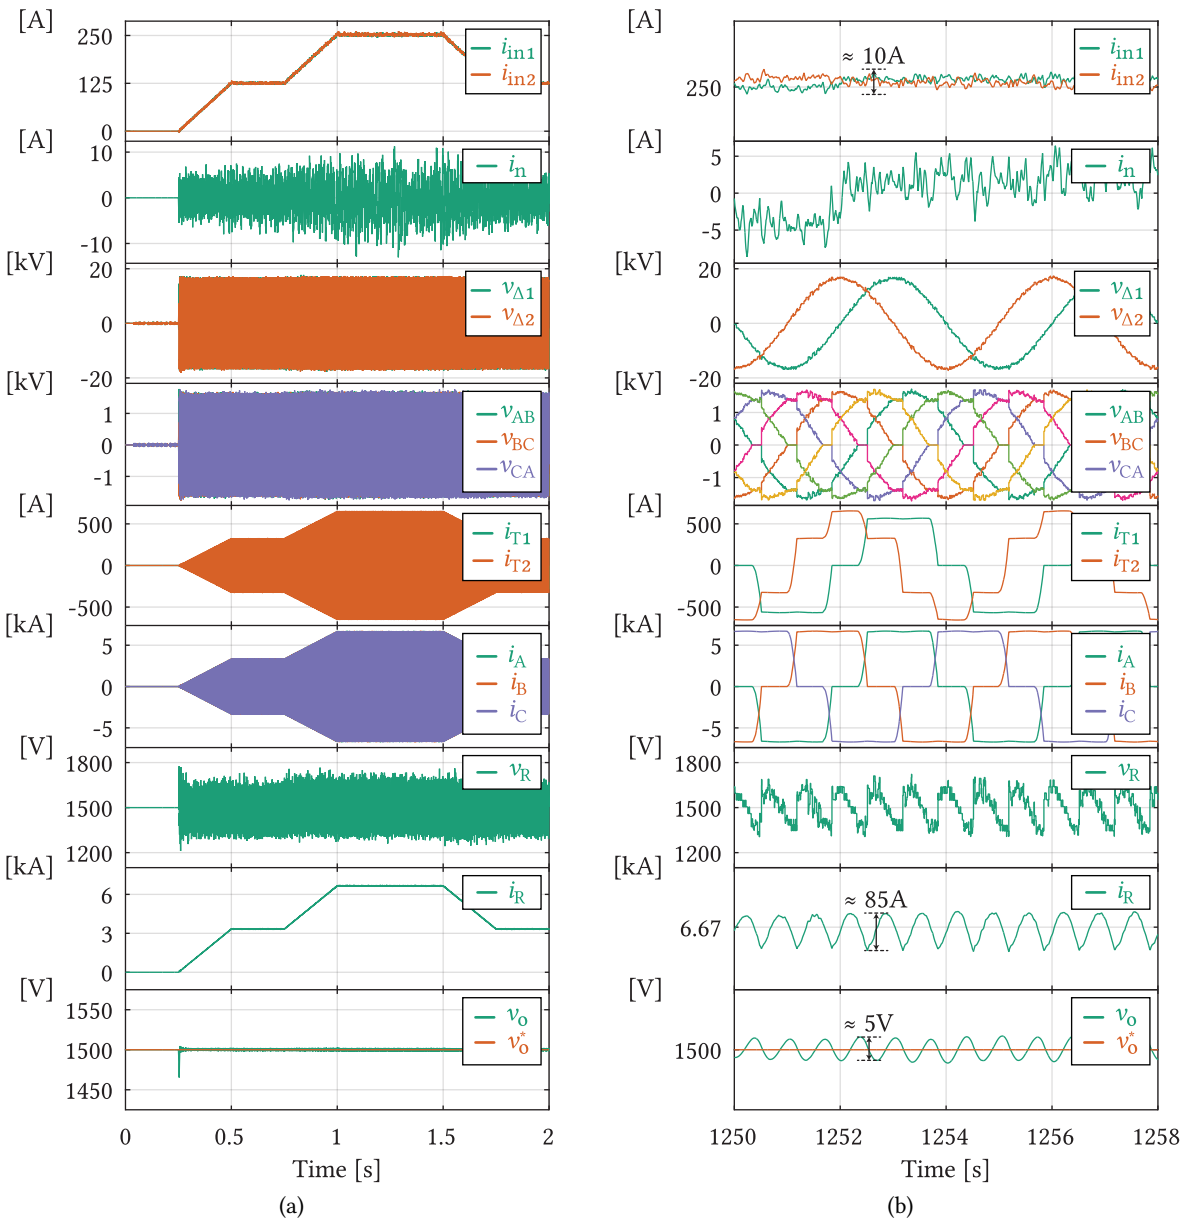 [A]
250
125
0
i_in1
i_in2
[A]
10
0
-10
i_n
[kV]
20
0
-20
v_Δ1
v_Δ2
[kV]
1
0
-1
v_AB
v_BC
v_CA
[A]
500
0
-500
i_T1
i_T2
[kA]
5
0
-5
i_A
i_B
i_C
[V]
1800
1500
1200
v_R
[kA]
6
3
0
i_R
[V]
1550
1500
1450
v_o
v_o^*
0 0.5 1 1.5 2
Time [s]
(a)
[A]
250
≈ 10A
i_in1
i_in2
[A]
5
0
-5
i_n
[kV]
20
0
-20
v_Δ1
v_Δ2
[kV]
1
0
-1
v_AB
v_BC
v_CA
[A]
500
0
-500
i_T1
i_T2
[kA]
5
0
-5
i_A
i_B
i_C
[V]
1800
1500
1200
v_R
[kA]
6.67
≈ 85A
i_R
[V]
1500
≈ 5V
v_o
v_o^*
1250 1252 1254 1256 1258
Time [s]
(b)